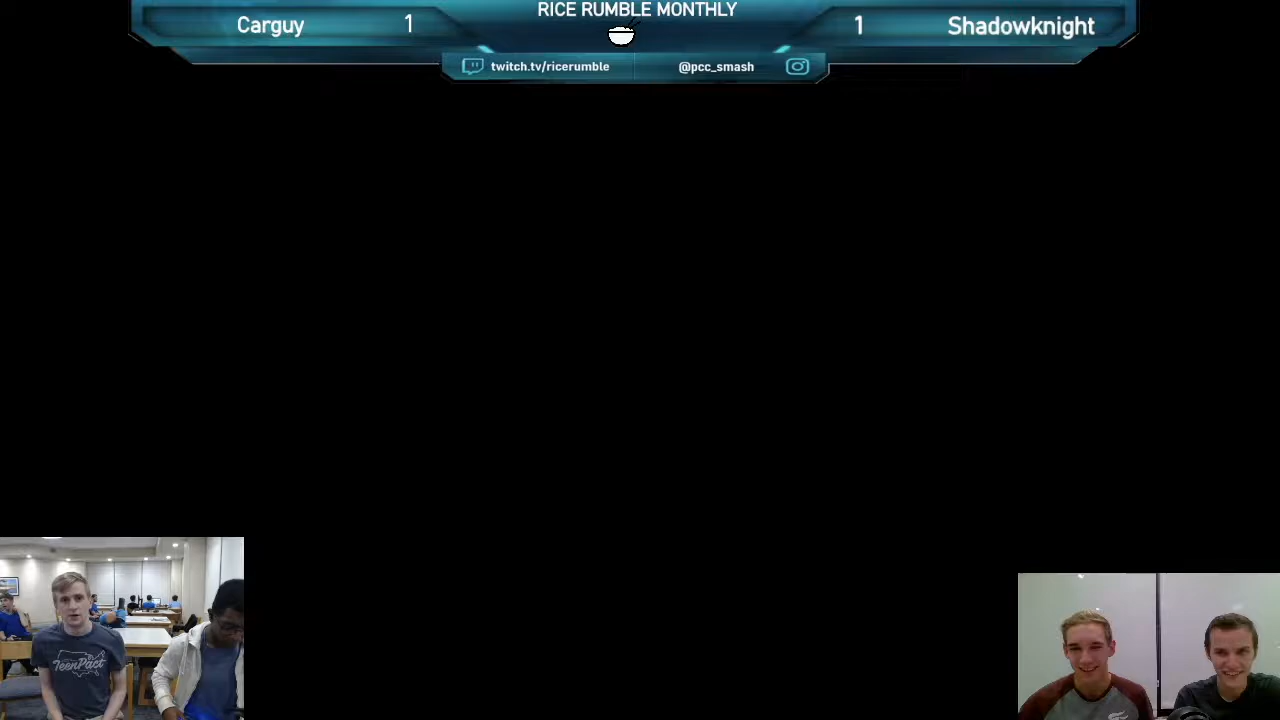 RICE RUMBLE MONTHLY
Carguy 1
1 Shadowknight
twitch.tv/ricerumble @pcc_smash
TeenPact